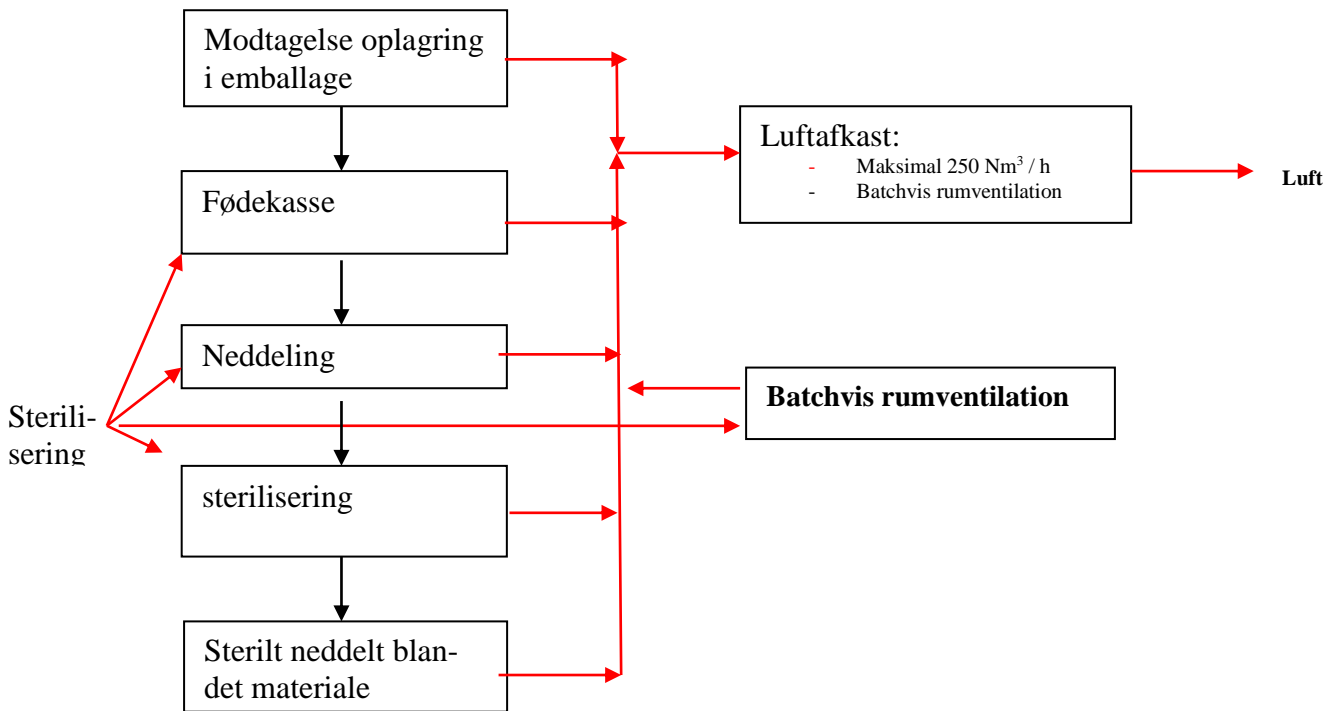 Modtagelse oplagring
i emballage
Luftafkast:
- Maksimal 250 Nm³ / h
- Batchvis rumventilation
Luft
Fødekasse
Neddeling
Batchvis rumventilation
Sterili-
sering
sterilisering
Sterilt neddelt blan-
det materiale